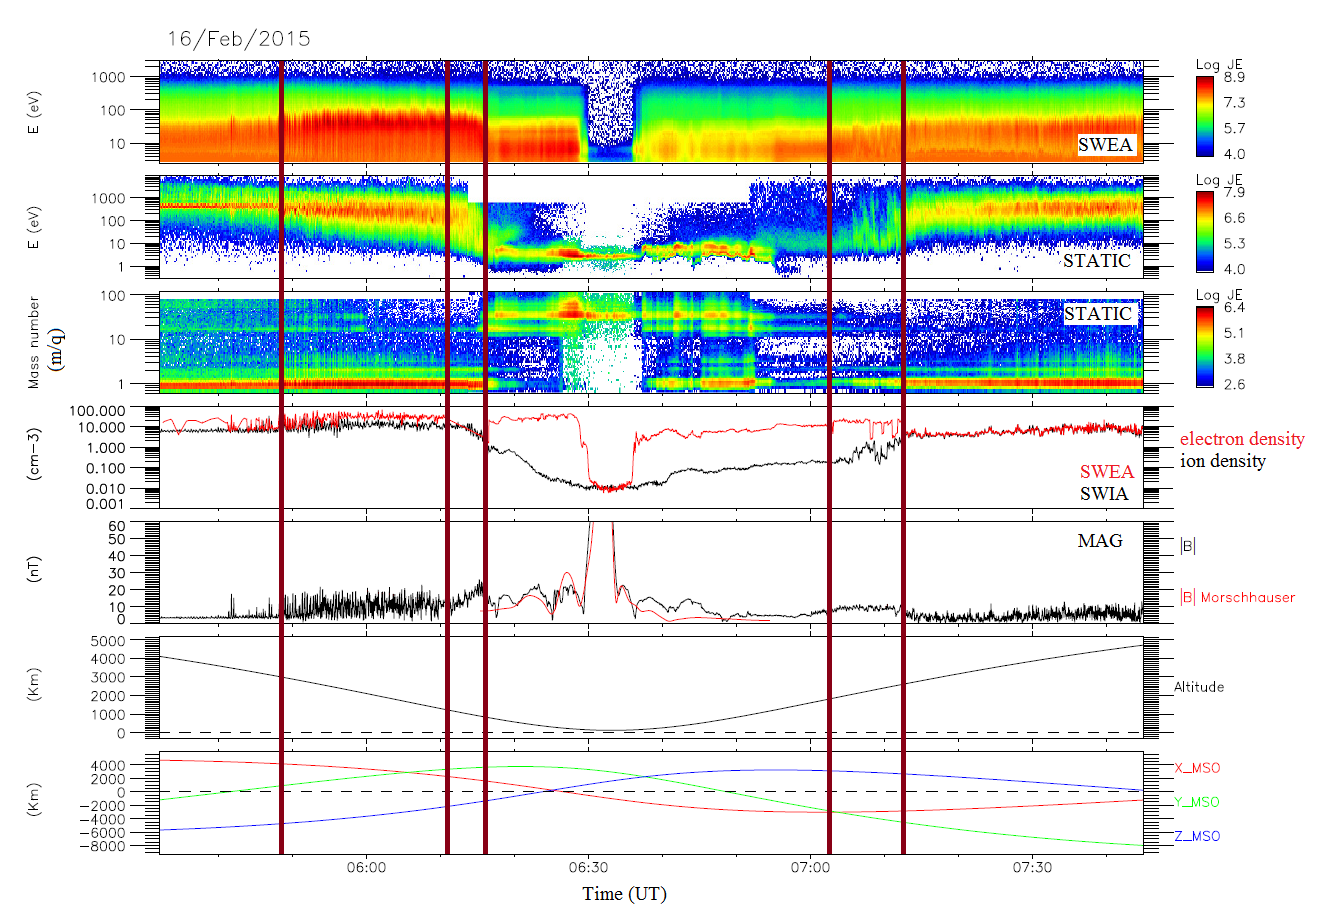 16/Feb/2015
E (eV)
1000
100
10
SWEA
Log JE
8.9
7.3
5.7
4.0
E (eV)
1000
100
10
1
STATIC
Log JE
7.9
6.6
5.3
4.0
Mass number
(m/q)
100
10
1
STATIC
Log JE
6.4
5.1
3.8
2.6
(cm-3)
100.000
10.000
1.000
0.100
0.010
0.001
SWEA
SWIA
electron density
ion density
(nT)
60
50
40
30
20
10
0
MAG
|B|
|B| Morschhauser
(Km)
5000
4000
3000
2000
1000
0
Altitude
(Km)
4000
2000
0
-2000
-4000
-6000
-8000
X_MSO
Y_MSO
Z_MSO
06:00 06:30 07:00 07:30
Time (UT)